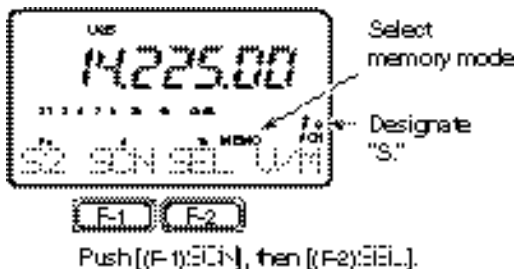 Select
memory mode
USB
14.225.00
Designate
"S."
MEMO
S2 SCN SEL V/M
F-1 F-2
Push [(F-1)SCN], then [(F-2)SEL].